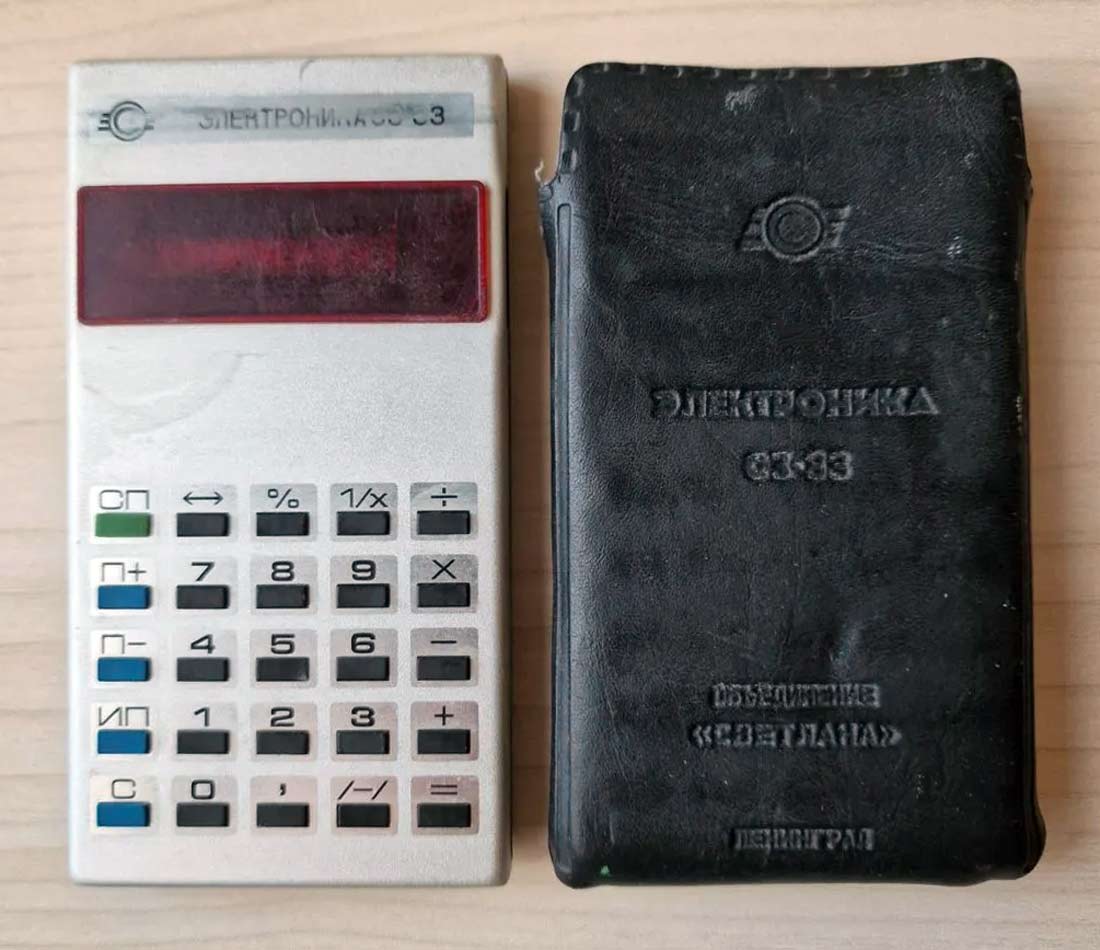 ЭЛЕКТРОНИКА
СП ↔ % 1/x ÷
П+ 7 8 9 X
П− 4 5 6 −
ИП 1 2 3 +
С 0 , /−/ =
ЭЛЕКТРОНИКА
С3·33
ОБЪЕДИНЕНИЕ
«СВЕТЛАНА»
ЛЕНИНГРАД